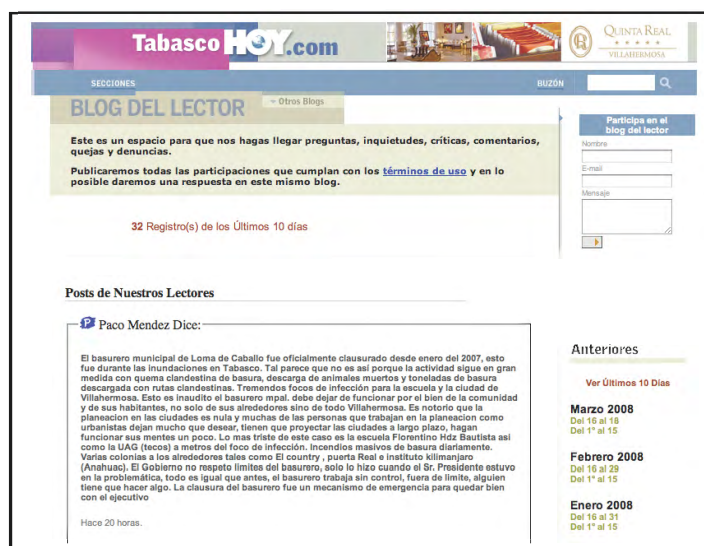 Tabasco HOY.com
QUINTA REAL
VILLAHERMOSA
SECCIONES
BUZÓN
BLOG DEL LECTOR
Otros Blogs
Este es un espacio para que nos hagas llegar preguntas, inquietudes, críticas, comentarios,
quejas y denuncias.
Publicaremos todas las participaciones que cumplan con los términos de uso y en lo
posible daremos una respuesta en este mismo blog.
32 Registro(s) de los Últimos 10 días
Participa en el
blog del lector
Nombre
E-mail
Mensaje
Posts de Nuestros Lectores
Paco Mendez Dice:
El basurero municipal de Loma de Caballo fue oficialmente clausurado desde enero del 2007, esto
fue durante las inundaciones en Tabasco. Tal parece que no es así porque la actividad sigue en gran
medida con quema clandestina de basura, descarga de animales muertos y toneladas de basura
descargada con rutas clandestinas. Tremendos focos de infección para la escuela y la ciudad de
Villahermosa. Esto es inaudito el basurero mpal. debe dejar de funcionar por el bien de la comunidad
y de sus habitantes, no solo de sus alrededores sino de todo Villahermosa. Es notorio que la
planeacion en las ciudades es nula y muchas de las personas que trabajan en la planeacion como
urbanistas dejan mucho que desear, tienen que proyectar las ciudades a largo plazo, hagan
funcionar sus mentes un poco. Lo mas triste de este caso es la escuela Florentino Hdz Bautista asi
como la UAG (tecos) a metros del foco de infección. Incendios masivos de basura diariamente.
Varias colonias a los alrededores tales como El country , puerta Real e instituto kilimanjaro
(Anahuac). El Gobierno no respeto limites del basurero, solo lo hizo cuando el Sr. Presidente estuvo
en la problemática, todo es igual que antes, el basurero trabaja sin control, fuera de limite, alguien
tiene que hacer algo. La clausura del basurero fue un mecanismo de emergencia para quedar bien
con el ejecutivo
Hace 20 horas.
Anteriores
Ver Últimos 10 Dias
Marzo 2008
Del 16 al 18
Del 1° al 15
Febrero 2008
Del 16 al 29
Del 1° al 15
Enero 2008
Del 16 al 31
Del 1° al 15